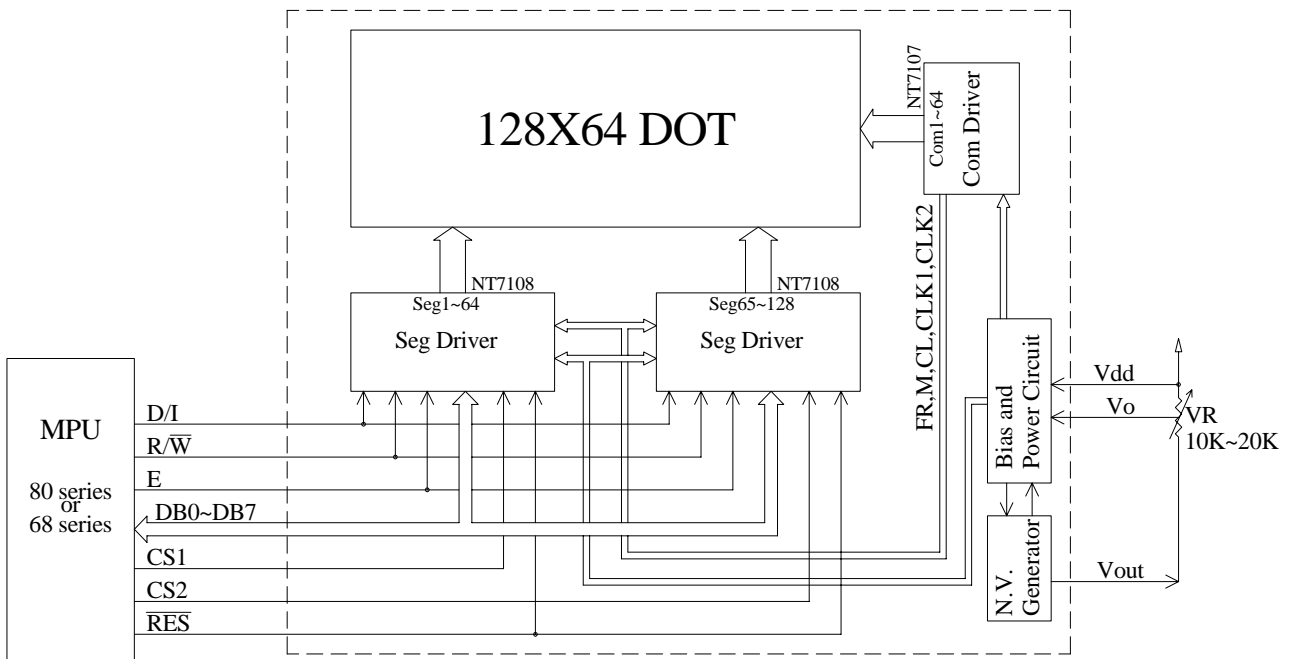 128X64 DOT
NT7107
Com1~64
Com Driver
FR,M,CL,CLK1,CLK2
NT7108
Seg1~64
Seg Driver
NT7108
Seg65~128
Seg Driver
MPU
80 series
or
68 series
D/I
R/W̅
E
DB0~DB7
CS1
CS2
R̅E̅S̅
Bias and
Power Circuit
Vdd
Vo
VR
10K~20K
N.V.
Generator
Vout